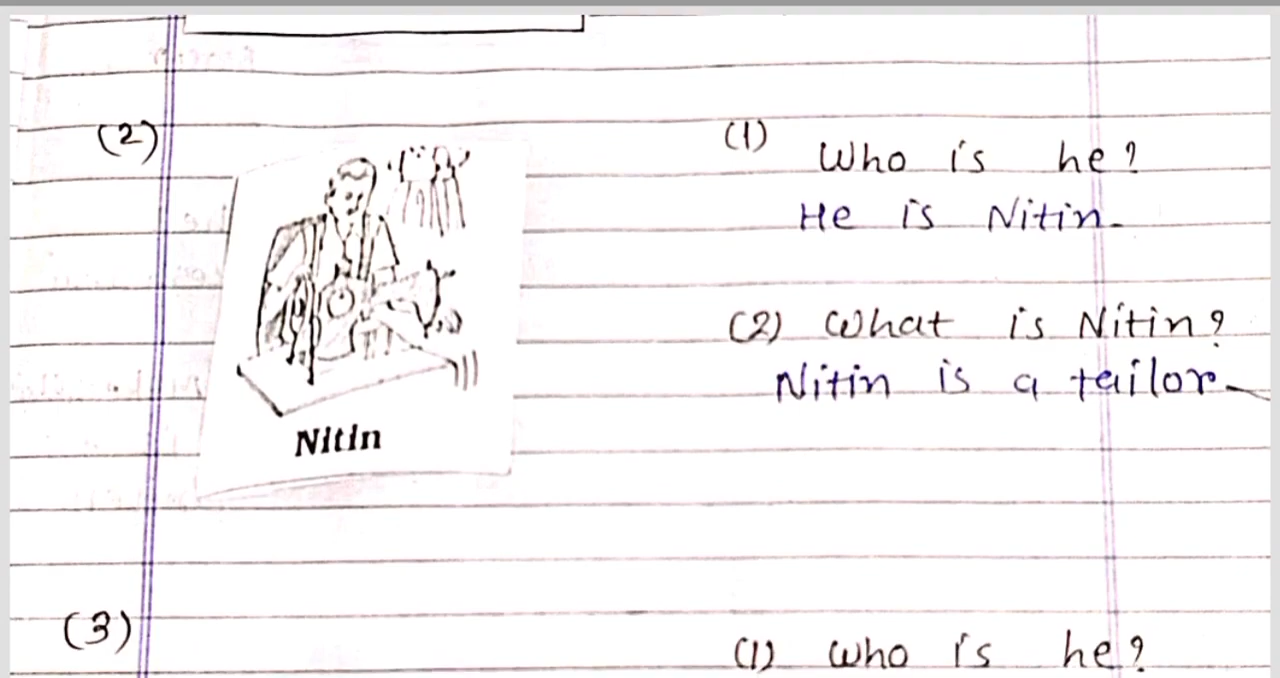 (2)
(1) Who is he?
He is Nitin.
(2) What is Nitin?
Nitin is a tailor.
Nitin
(3)
(1) Who is he?